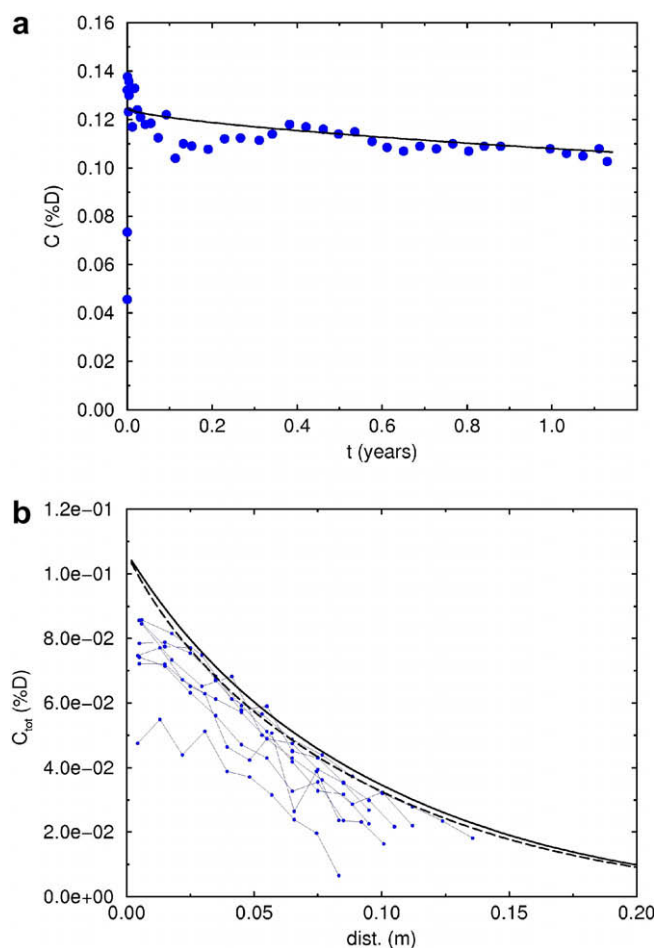 a
0.16
0.14
0.12
0.10
0.08
0.06
0.04
0.02
0.00
C (%D)
0.0 0.2 0.4 0.6 0.8 1.0
t (years)
b
1.2e−01
1.0e−01
8.0e−02
6.0e−02
4.0e−02
2.0e−02
0.0e+00
Ctot (%D)
0.00 0.05 0.10 0.15 0.20
dist. (m)